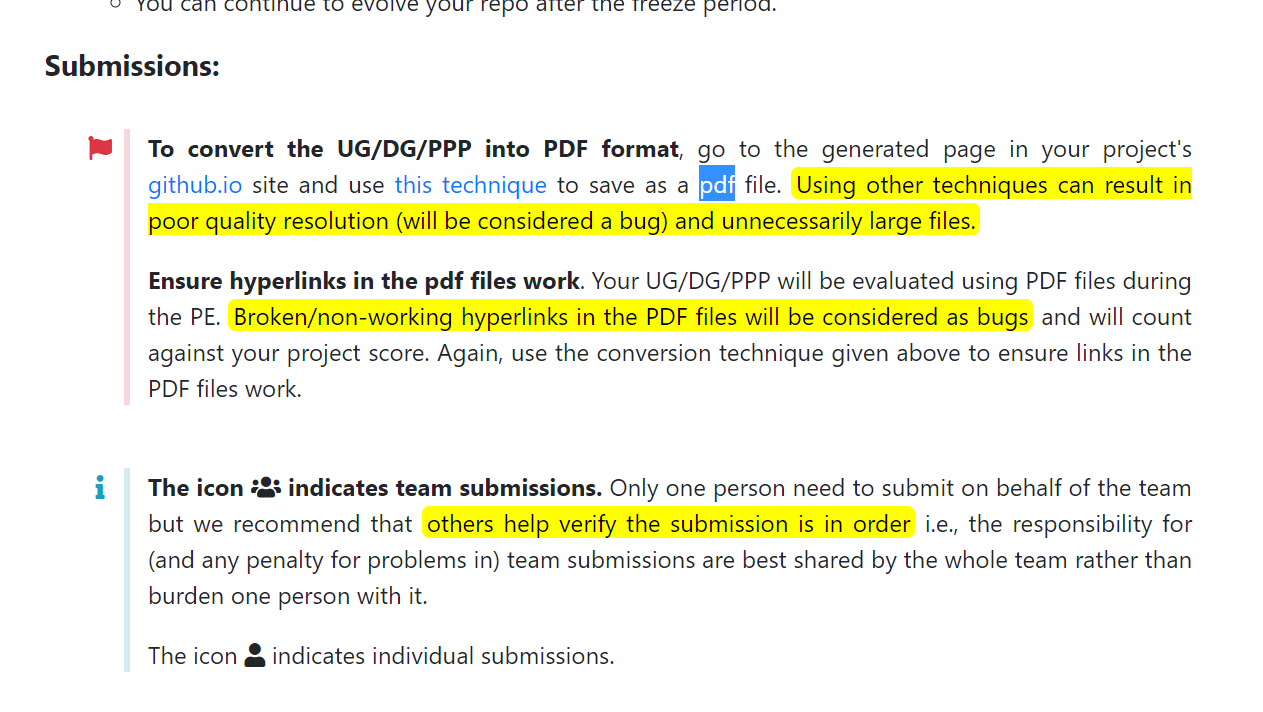 You can continue to evolve your repo after the freeze period.
Submissions:
To convert the UG/DG/PPP into PDF format, go to the generated page in your project's
github.io site and use this technique to save as a pdf file. Using other techniques can result in
poor quality resolution (will be considered a bug) and unnecessarily large files.
Ensure hyperlinks in the pdf files work. Your UG/DG/PPP will be evaluated using PDF files during
the PE. Broken/non-working hyperlinks in the PDF files will be considered as bugs and will count
against your project score. Again, use the conversion technique given above to ensure links in the
PDF files work.
The icon indicates team submissions. Only one person need to submit on behalf of the team
but we recommend that others help verify the submission is in order i.e., the responsibility for
(and any penalty for problems in) team submissions are best shared by the whole team rather than
burden one person with it.
The icon indicates individual submissions.